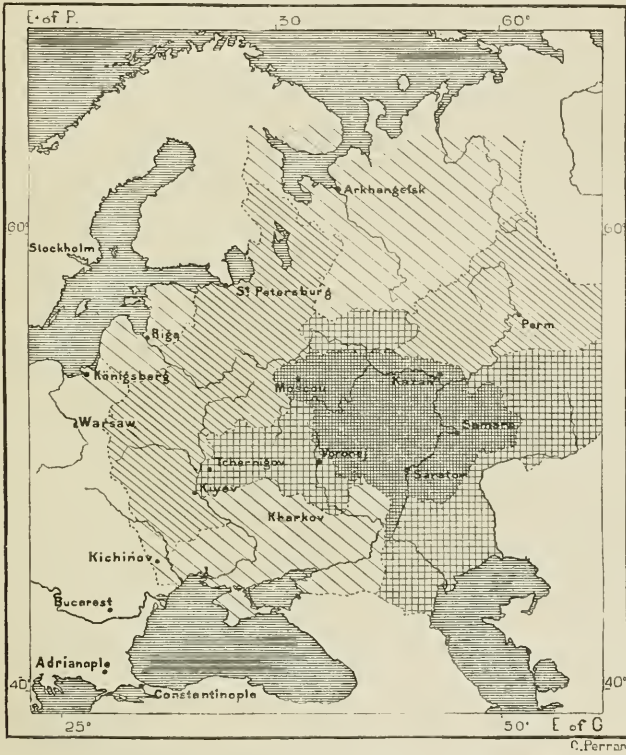 E. of P. 30 60°
Arkhangelsk
60° 60°
Stockholm
St Petersburg
Perm
Riga
Königsberg
Moscou Kazan
Warsaw
Samara
Tchernigov Voronej
Saratov
Kiyev
Kharkov
Kichinov
Bucarest
Adrianople
40° 40°
Constantinople
25° 50° E of G
C. Perron